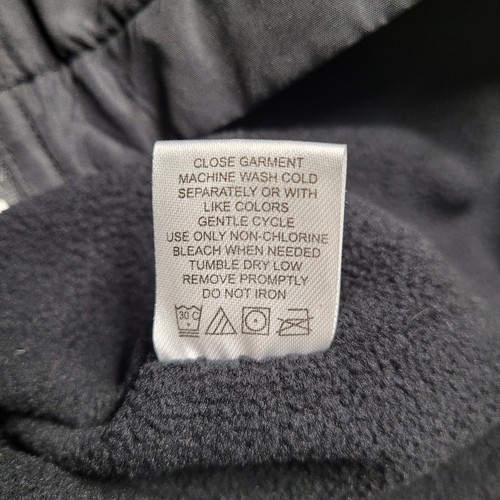 CLOSE GARMENT
MACHINE WASH COLD
SEPARATELY OR WITH
LIKE COLORS
GENTLE CYCLE
USE ONLY NON-CHLORINE
BLEACH WHEN NEEDED
TUMBLE DRY LOW
REMOVE PROMPTLY
DO NOT IRON
30 C